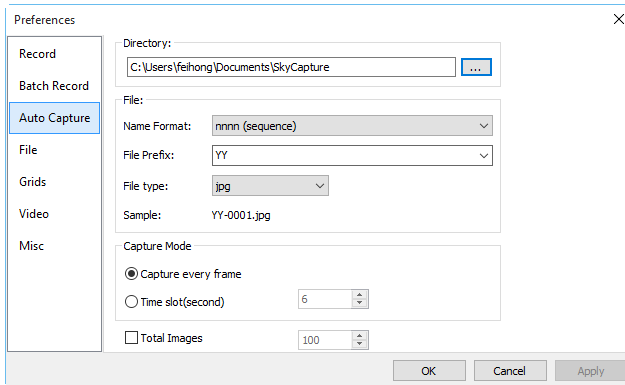 Preferences
Record
Batch Record
Auto Capture
File
Grids
Video
Misc
Directory:
C:\Users\feihong\Documents\SkyCapture
...
File:
Name Format: nnnn (sequence)
File Prefix: YY
File type: jpg
Sample: YY-0001.jpg
Capture Mode
Capture every frame
Time slot(second) 6
Total Images 100
OK Cancel Apply